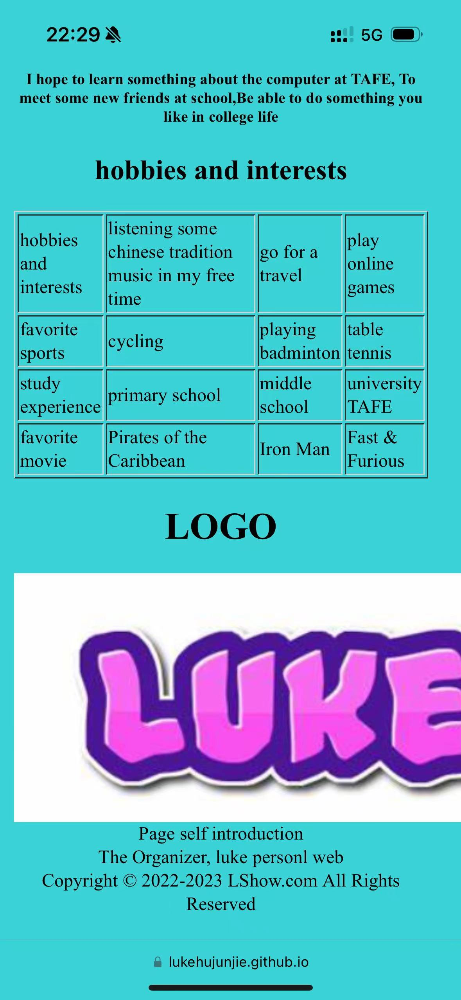 22:29
5G
I hope to learn something about the computer at TAFE, To
meet some new friends at school,Be able to do something you
like in college life
hobbies and interests
hobbies
and
interests
listening some
chinese tradition
music in my free
time
go for a
travel
play
online
games
favorite
sports
cycling
playing
badminton
table
tennis
study
experience
primary school
middle
school
university
TAFE
favorite
movie
Pirates of the
Caribbean
Iron Man
Fast &
Furious
LOGO
LUKE
Page self introduction
The Organizer, luke personl web
Copyright © 2022-2023 LShow.com All Rights
Reserved
lukehujunjie.github.io